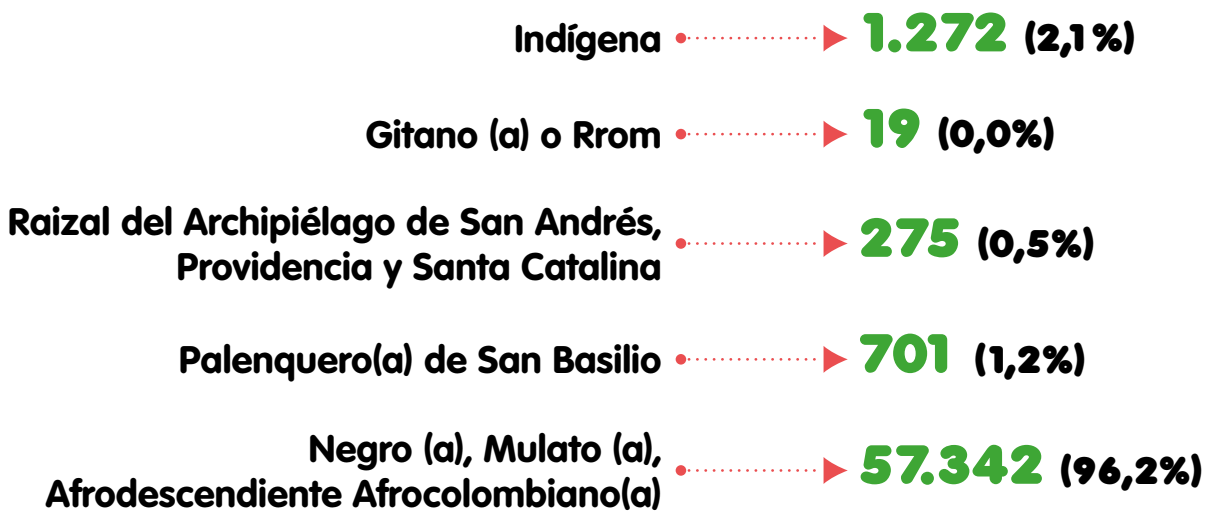 Indígena 1.272 (2,1%)
Gitano (a) o Rrom 19 (0,0%)
Raizal del Archipiélago de San Andrés,
Providencia y Santa Catalina 275 (0,5%)
Palenquero(a) de San Basilio 701 (1,2%)
Negro (a), Mulato (a),
Afrodescendiente Afrocolombiano(a) 57.342 (96,2%)